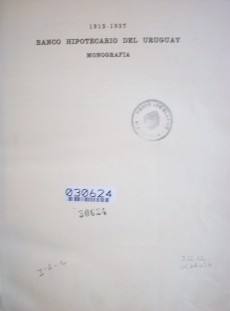 1912-1937
BANCO HIPOTECARIO DEL URUGUAY
MONOGRAFIA
030624
30624